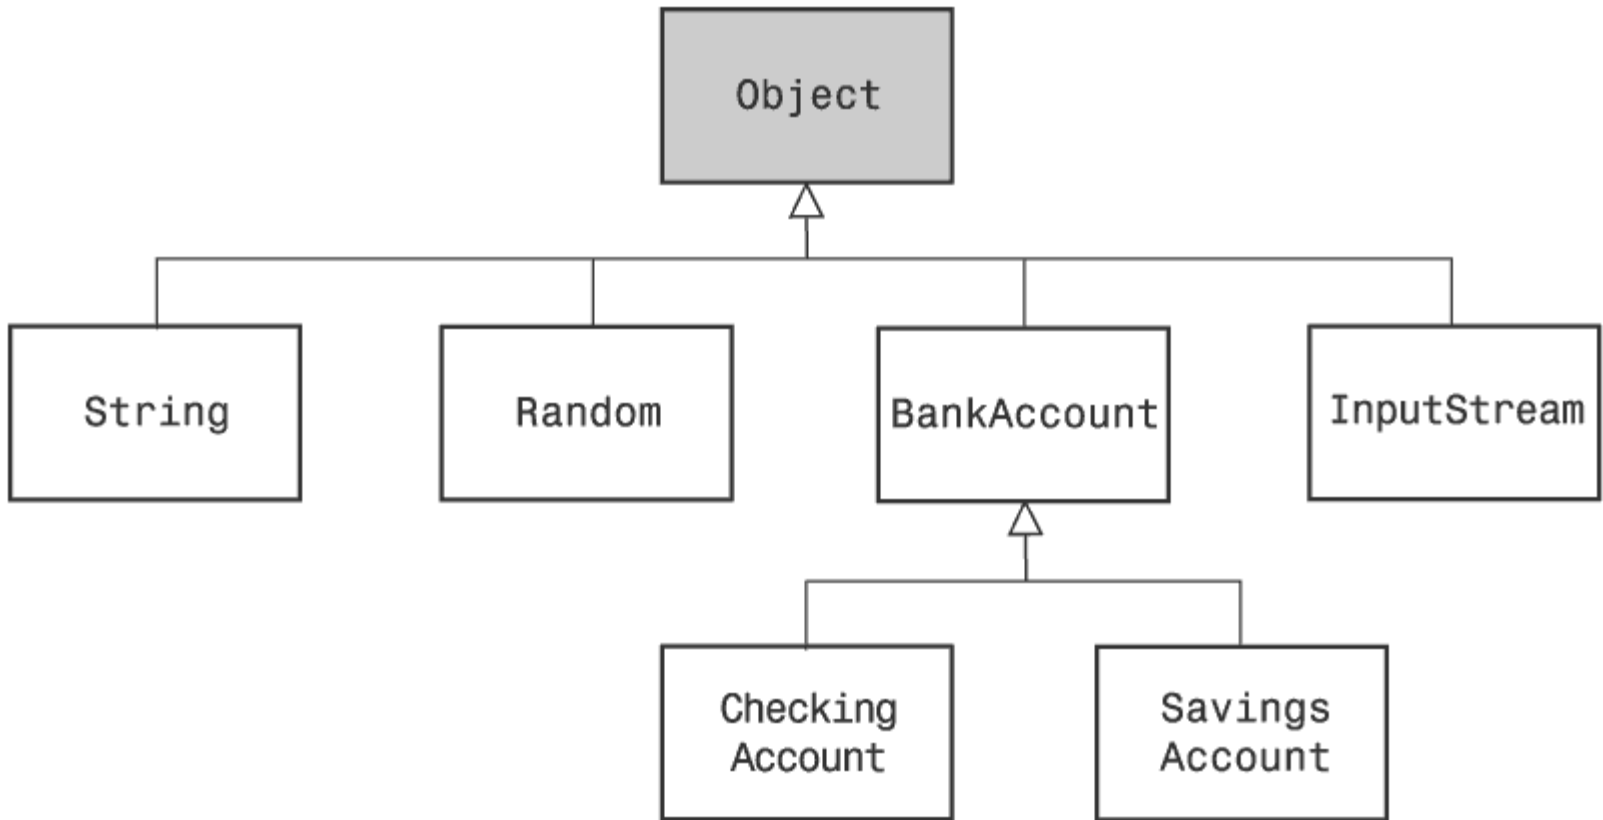 Object
String
Random
BankAccount
InputStream
Checking
Account
Savings
Account